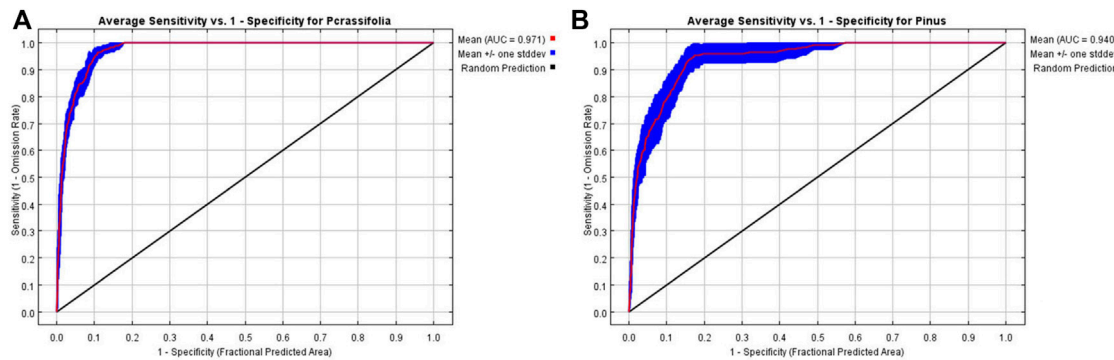 A
Average Sensitivity vs. 1 - Specificity for Pcrassifolia
Mean (AUC = 0.971)
Mean +/- one stddev
Random Prediction
Sensitivity (1 - Omission Rate)
1.0
0.9
0.8
0.7
0.6
0.5
0.4
0.3
0.2
0.1
0.0
0.0 0.1 0.2 0.3 0.4 0.5 0.6 0.7 0.8 0.9 1.0
1 - Specificity (Fractional Predicted Area)
B
Average Sensitivity vs. 1 - Specificity for Pinus
Mean (AUC = 0.940
Mean +/- one stddev
Random Prediction
Sensitivity (1 - Omission Rate)
1.0
0.9
0.8
0.7
0.6
0.5
0.4
0.3
0.2
0.1
0.0
0.0 0.1 0.2 0.3 0.4 0.5 0.6 0.7 0.8 0.9 1.0
1 - Specificity (Fractional Predicted Area)